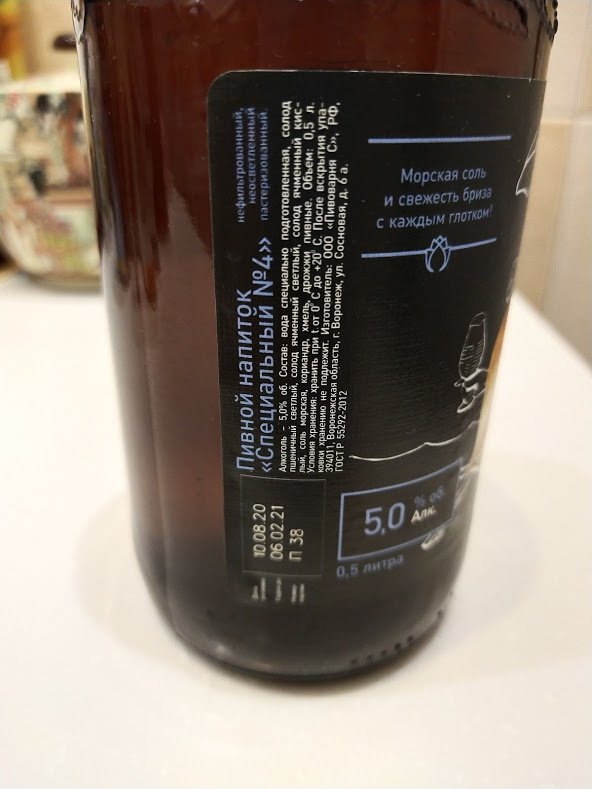 Пивной напиток
«Специальный №4»
нефильтрованный,
неосветленный,
пастеризованный.
Алкоголь – 5,0% об. Состав: вода специально подготовленная, солод
пшеничный светлый, солод ячменный светлый, солод ячменный кис-
лый, соль морская, кориандр, хмель, дрожжи пивные. Объем: 0,5 л.
Условия хранения: хранить при t от 0° С до +20° С. После вскрытия упа-
ковки хранению не подлежит. Изготовитель: ООО «Пивоварня С», РФ,
394011, Воронежская область, г. Воронеж, ул. Сосновая, д. 6 а.
ГОСТ Р 55292-2012
10.08.20
06.02.21
П 38
Морская соль
и свежесть бриза
с каждым глотком!
5,0 % об.
Алк.
0,5 литра